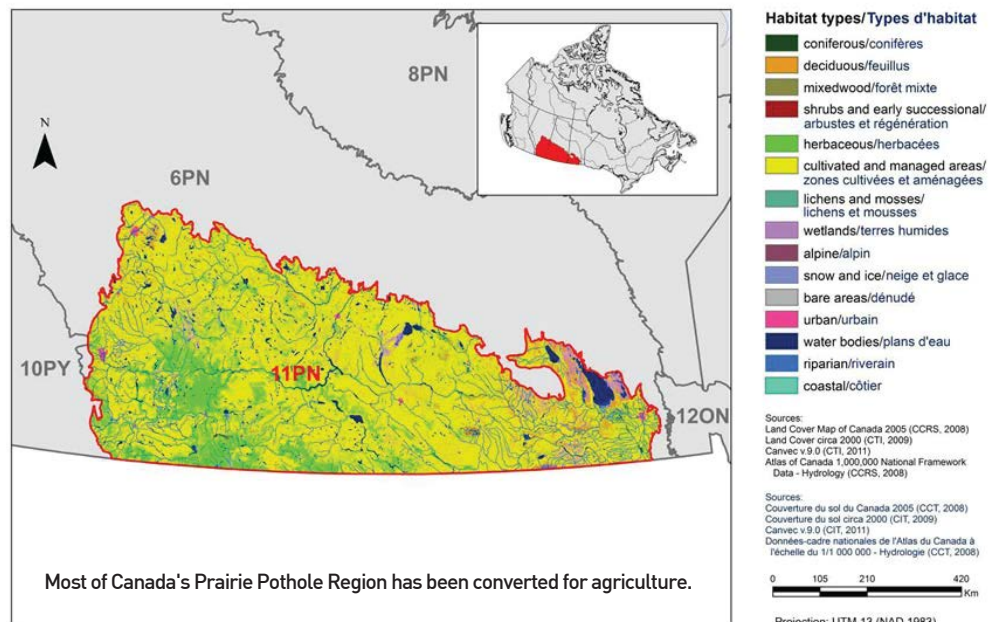 8PN
N
6PN
10PY
11PN
12ON
Most of Canada's Prairie Pothole Region has been converted for agriculture.
Habitat types/Types d'habitat
coniferous/conifères
deciduous/feuillus
mixedwood/forêt mixte
shrubs and early successional/
arbustes et régénération
herbaceous/herbacées
cultivated and managed areas/
zones cultivées et aménagées
lichens and mosses/
lichens et mousses
wetlands/terres humides
alpine/alpin
snow and ice/neige et glace
bare areas/dénudé
urban/urbain
water bodies/plans d'eau
riparian/riverain
coastal/côtier
Sources:
Land Cover Map of Canada 2005 (CCRS, 2008)
Land Cover circa 2000 (CTI, 2009)
Canvec v.9.0 (CTI, 2011)
Atlas of Canada 1,000,000 National Framework
Data - Hydrology (CCRS, 2008)
Sources:
Couverture du sol du Canada 2005 (CCT, 2008)
Couverture du sol circa 2000 (CIT, 2009)
Canvec v.9.0 (CIT, 2011)
Données-cadre nationales de l'Atlas du Canada à
l'échelle du 1/1 000 000 - Hydrologie (CCT, 2008)
0 105 210 420
Km
Projection: UTM 13 (NAD 1983)